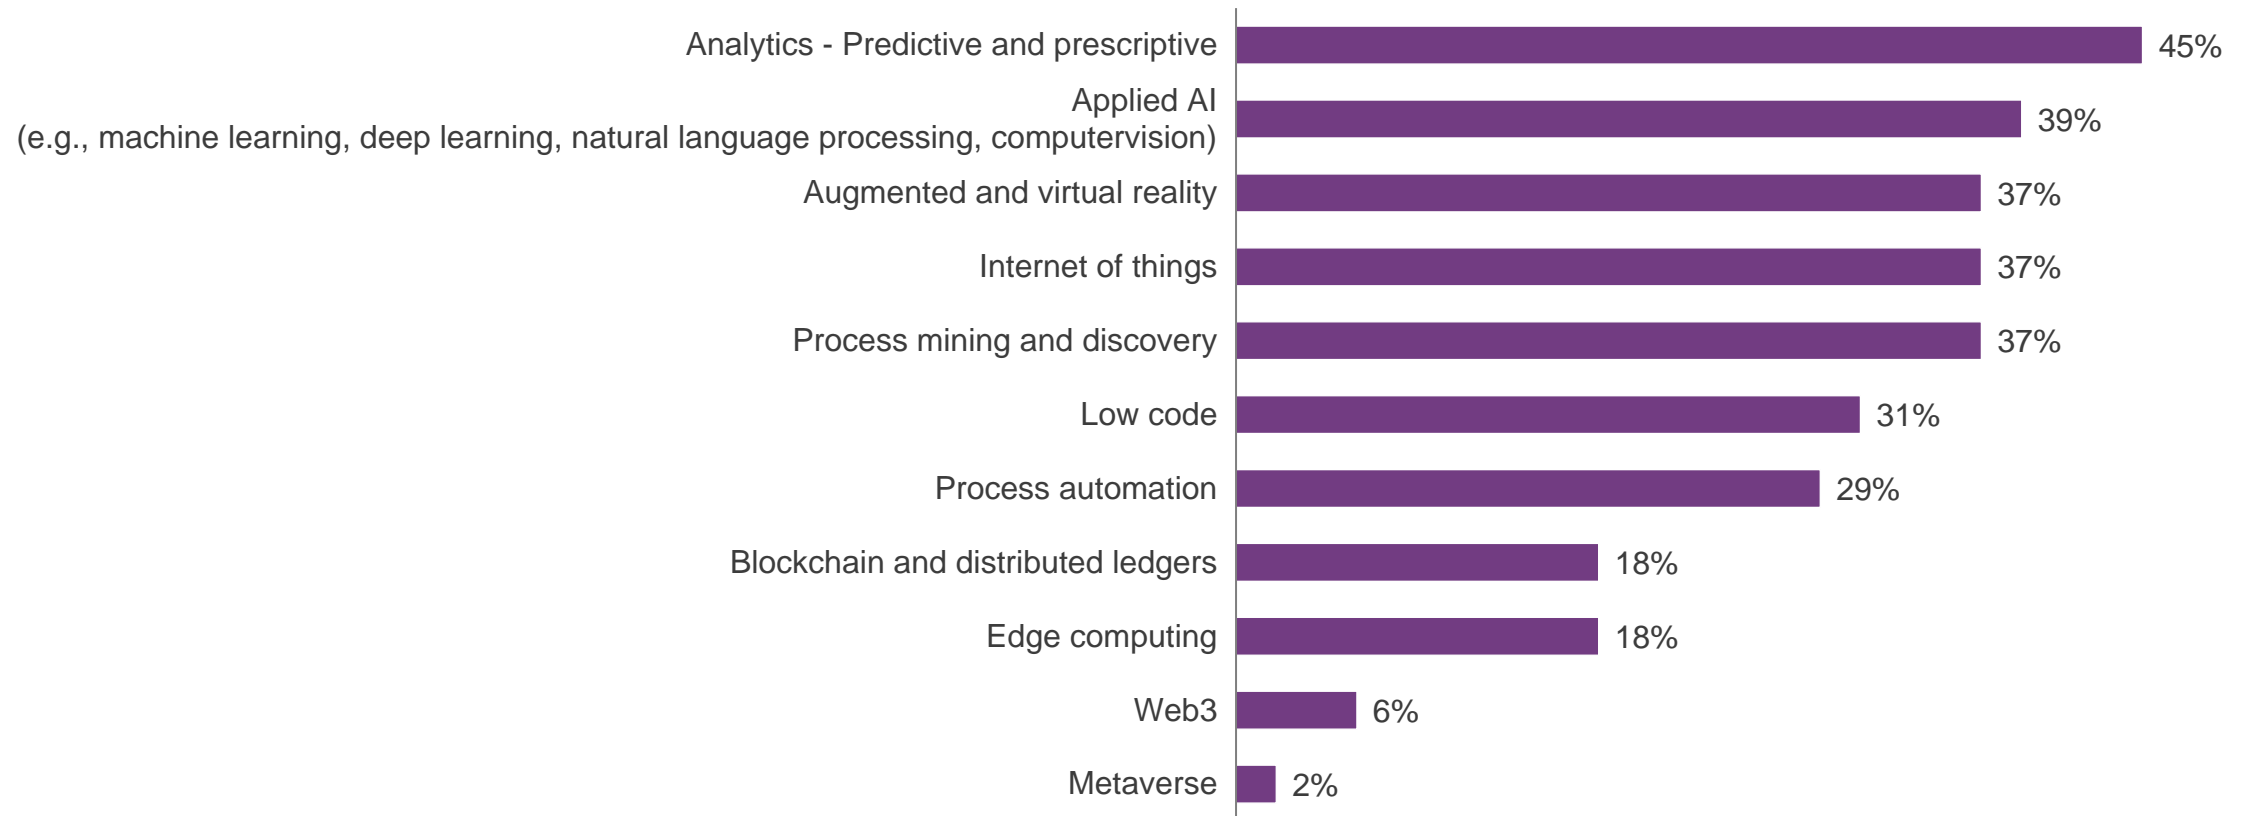 Analytics - Predictive and prescriptive 45%
Applied AI
(e.g., machine learning, deep learning, natural language processing, computervision) 39%
Augmented and virtual reality 37%
Internet of things 37%
Process mining and discovery 37%
Low code 31%
Process automation 29%
Blockchain and distributed ledgers 18%
Edge computing 18%
Web3 6%
Metaverse 2%